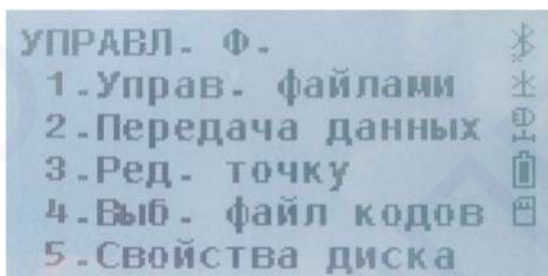 УПРАВЛ. Ф.
1.Управ. файлами
2.Передача данных
3.Ред. точку
4.Выб. файл кодов
5.Свойства диска